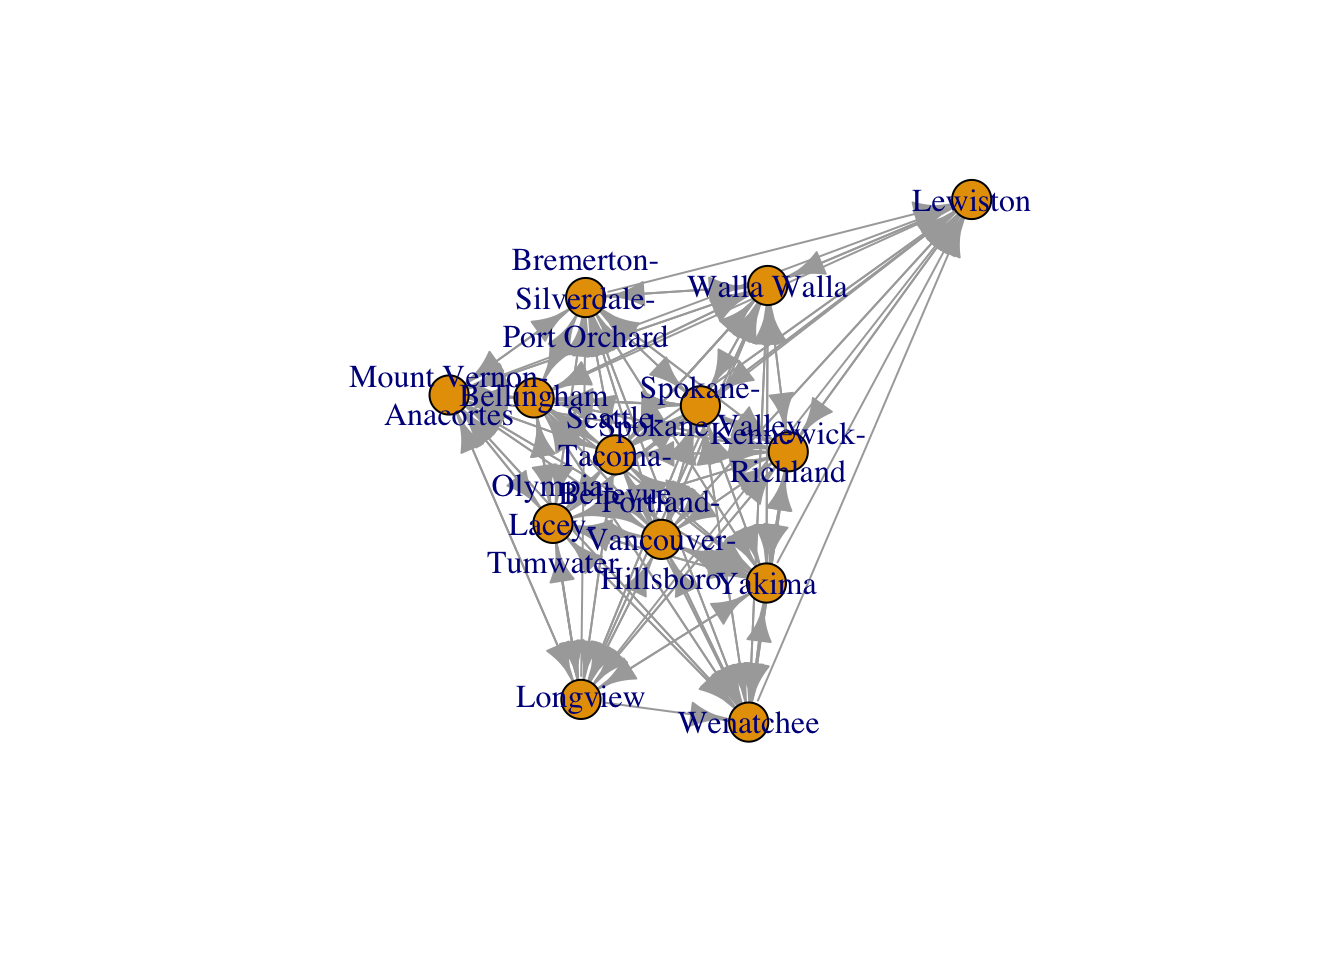 Lewiston
Bremerton-
Silverdale-
Port Orchard
Walla Walla
Mount Vernon-
Anacortes
Bellingham
Spokane-
Spokane Valley
Seattle-
Tacoma-
Bellevue
Kennewick-
Richland
Olympia-
Lacey-
Tumwater
Portland-
Vancouver-
Hillsboro
Yakima
Longview
Wenatchee